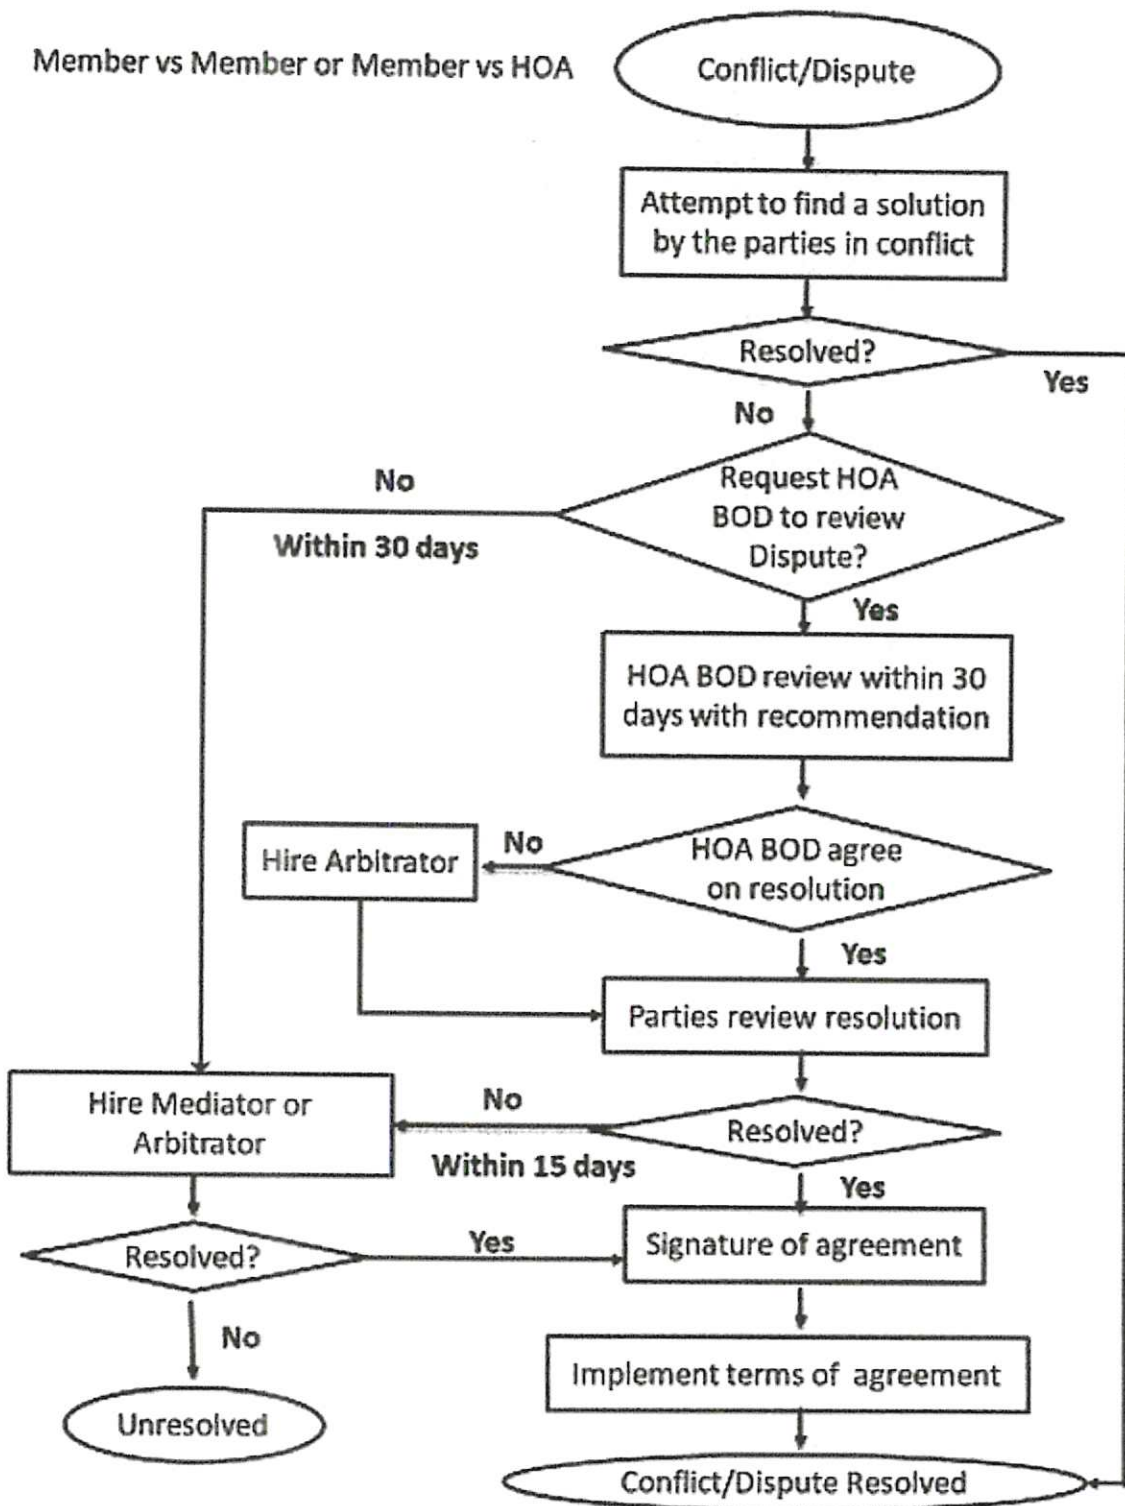 Member vs Member or Member vs HOA
Conflict/Dispute
Attempt to find a solution
by the parties in conflict
Resolved?
Yes
No
Request HOA
BOD to review
Dispute?
No
Within 30 days
Yes
HOA BOD review within 30
days with recommendation
HOA BOD agree
on resolution
No
Hire Arbitrator
Yes
Parties review resolution
Resolved?
No
Within 15 days
Hire Mediator or
Arbitrator
Yes
Resolved?
Yes
Signature of agreement
No
Unresolved
Implement terms of agreement
Conflict/Dispute Resolved